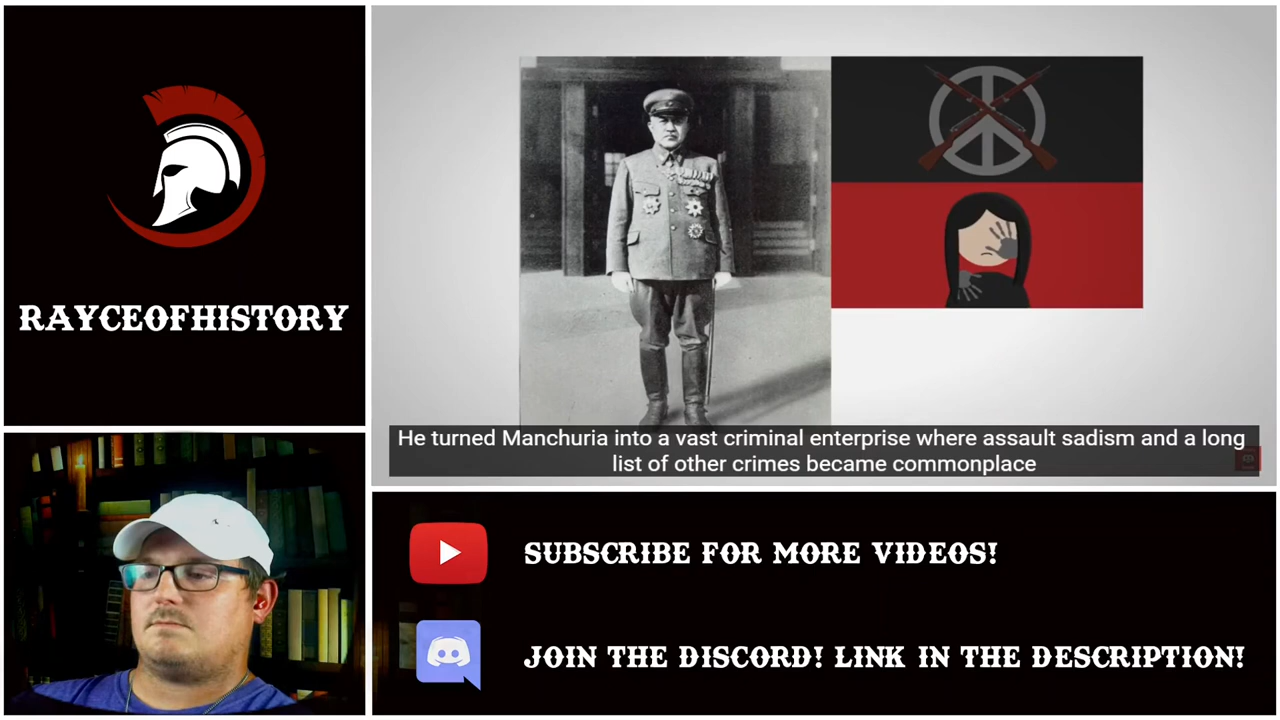 RAYCEOFHISTORY
He turned Manchuria into a vast criminal enterprise where assault sadism and a long
list of other crimes became commonplace
SUBSCRIBE FOR MORE VIDEOS!
JOIN THE DISCORD! LINK IN THE DESCRIPTION!